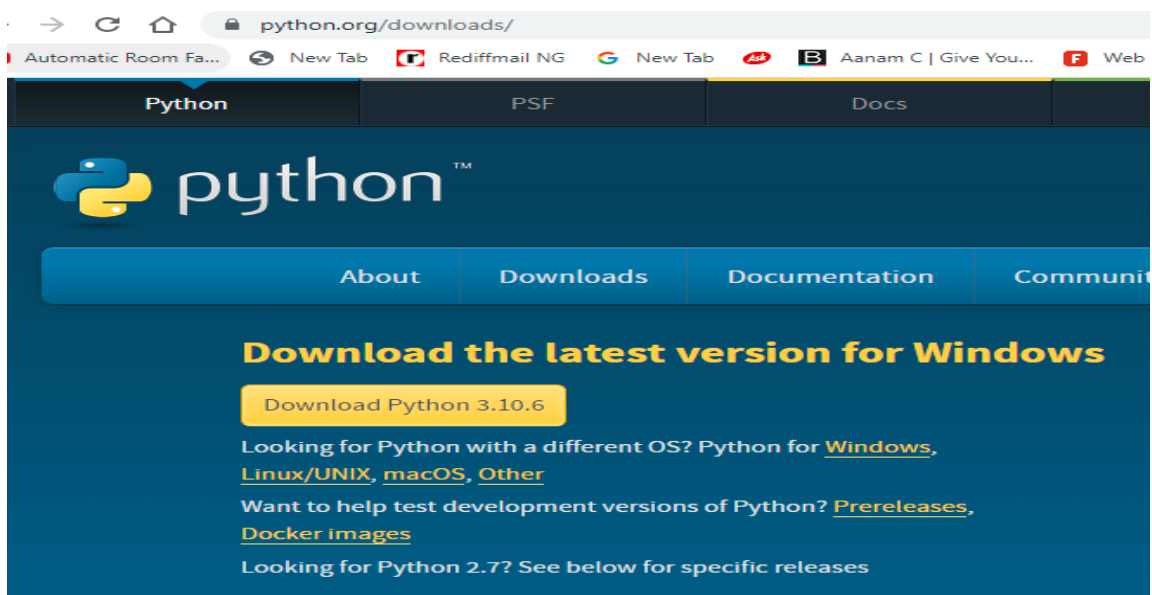 python.org/downloads/
Automatic Room Fa... New Tab Rediffmail NG New Tab Ask Aanam C | Give You... Web
Python PSF Docs
python™
About Downloads Documentation Communit
Download the latest version for Windows
Download Python 3.10.6
Looking for Python with a different OS? Python for Windows,
Linux/UNIX, macOS, Other
Want to help test development versions of Python? Prereleases,
Docker images
Looking for Python 2.7? See below for specific releases